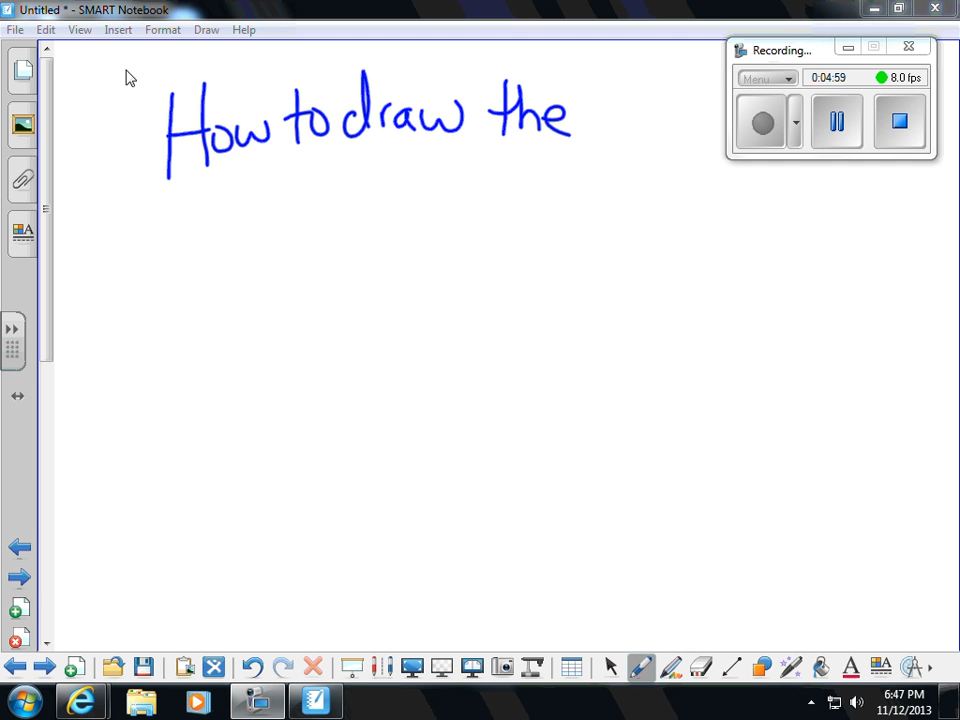 Untitled * - SMART Notebook
File Edit View Insert Format Draw Help
How to draw the
Recording...
Menu 0:04:59 8.0 fps
6:47 PM
11/12/2013